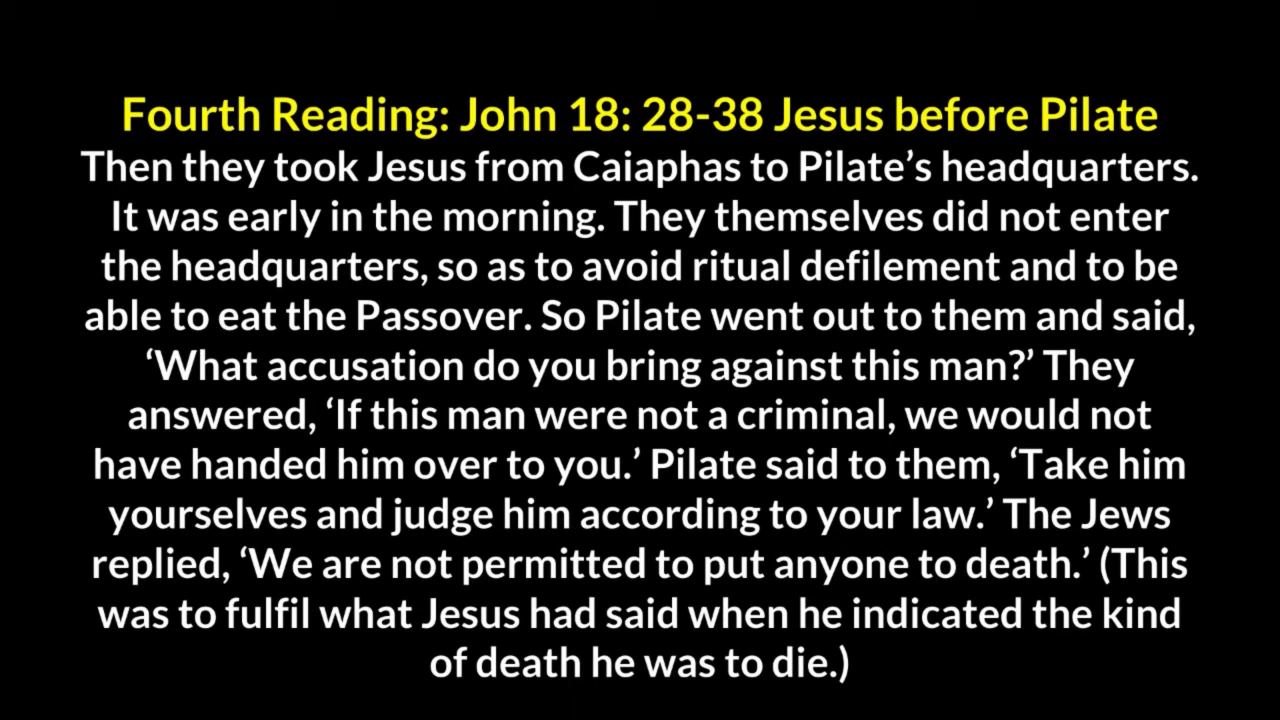 Fourth Reading: John 18: 28-38 Jesus before Pilate
Then they took Jesus from Caiaphas to Pilate’s headquarters.
It was early in the morning. They themselves did not enter
the headquarters, so as to avoid ritual defilement and to be
able to eat the Passover. So Pilate went out to them and said,
‘What accusation do you bring against this man?’ They
answered, ‘If this man were not a criminal, we would not
have handed him over to you.’ Pilate said to them, ‘Take him
yourselves and judge him according to your law.’ The Jews
replied, ‘We are not permitted to put anyone to death.’ (This
was to fulfil what Jesus had said when he indicated the kind
of death he was to die.)